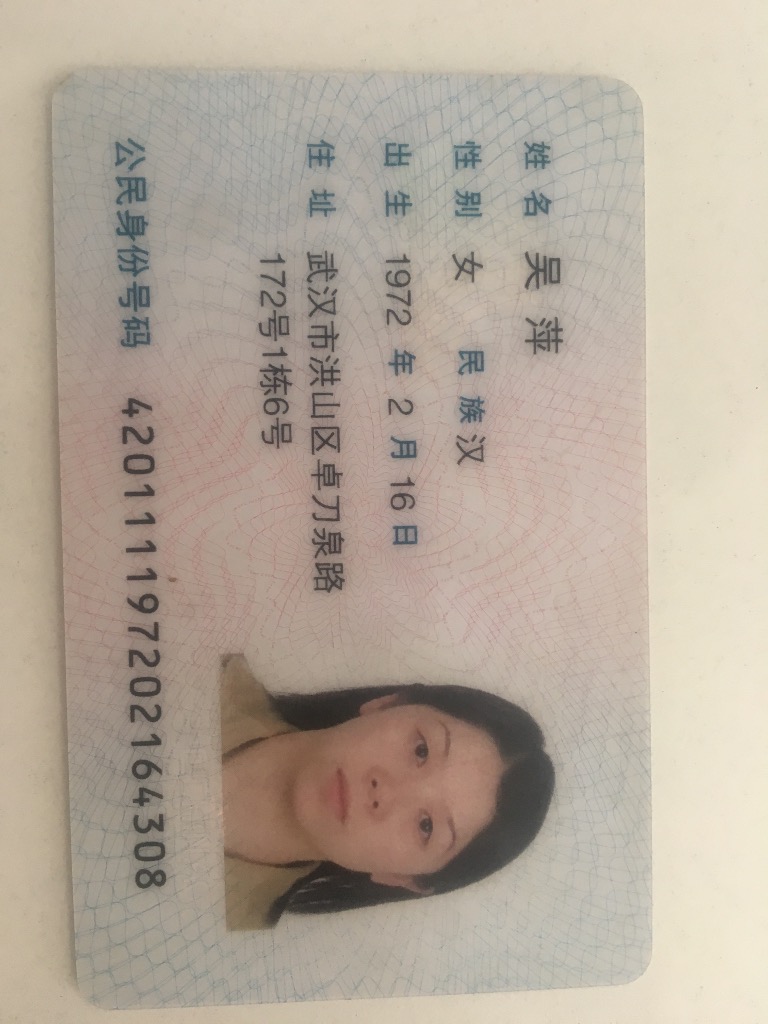 姓名 吴萍
性别 女 民族 汉
出生 1972 年 2 月 16 日
住址 武汉市洪山区卓刀泉路
172号1栋6号
公民身份号码 420111197202164308